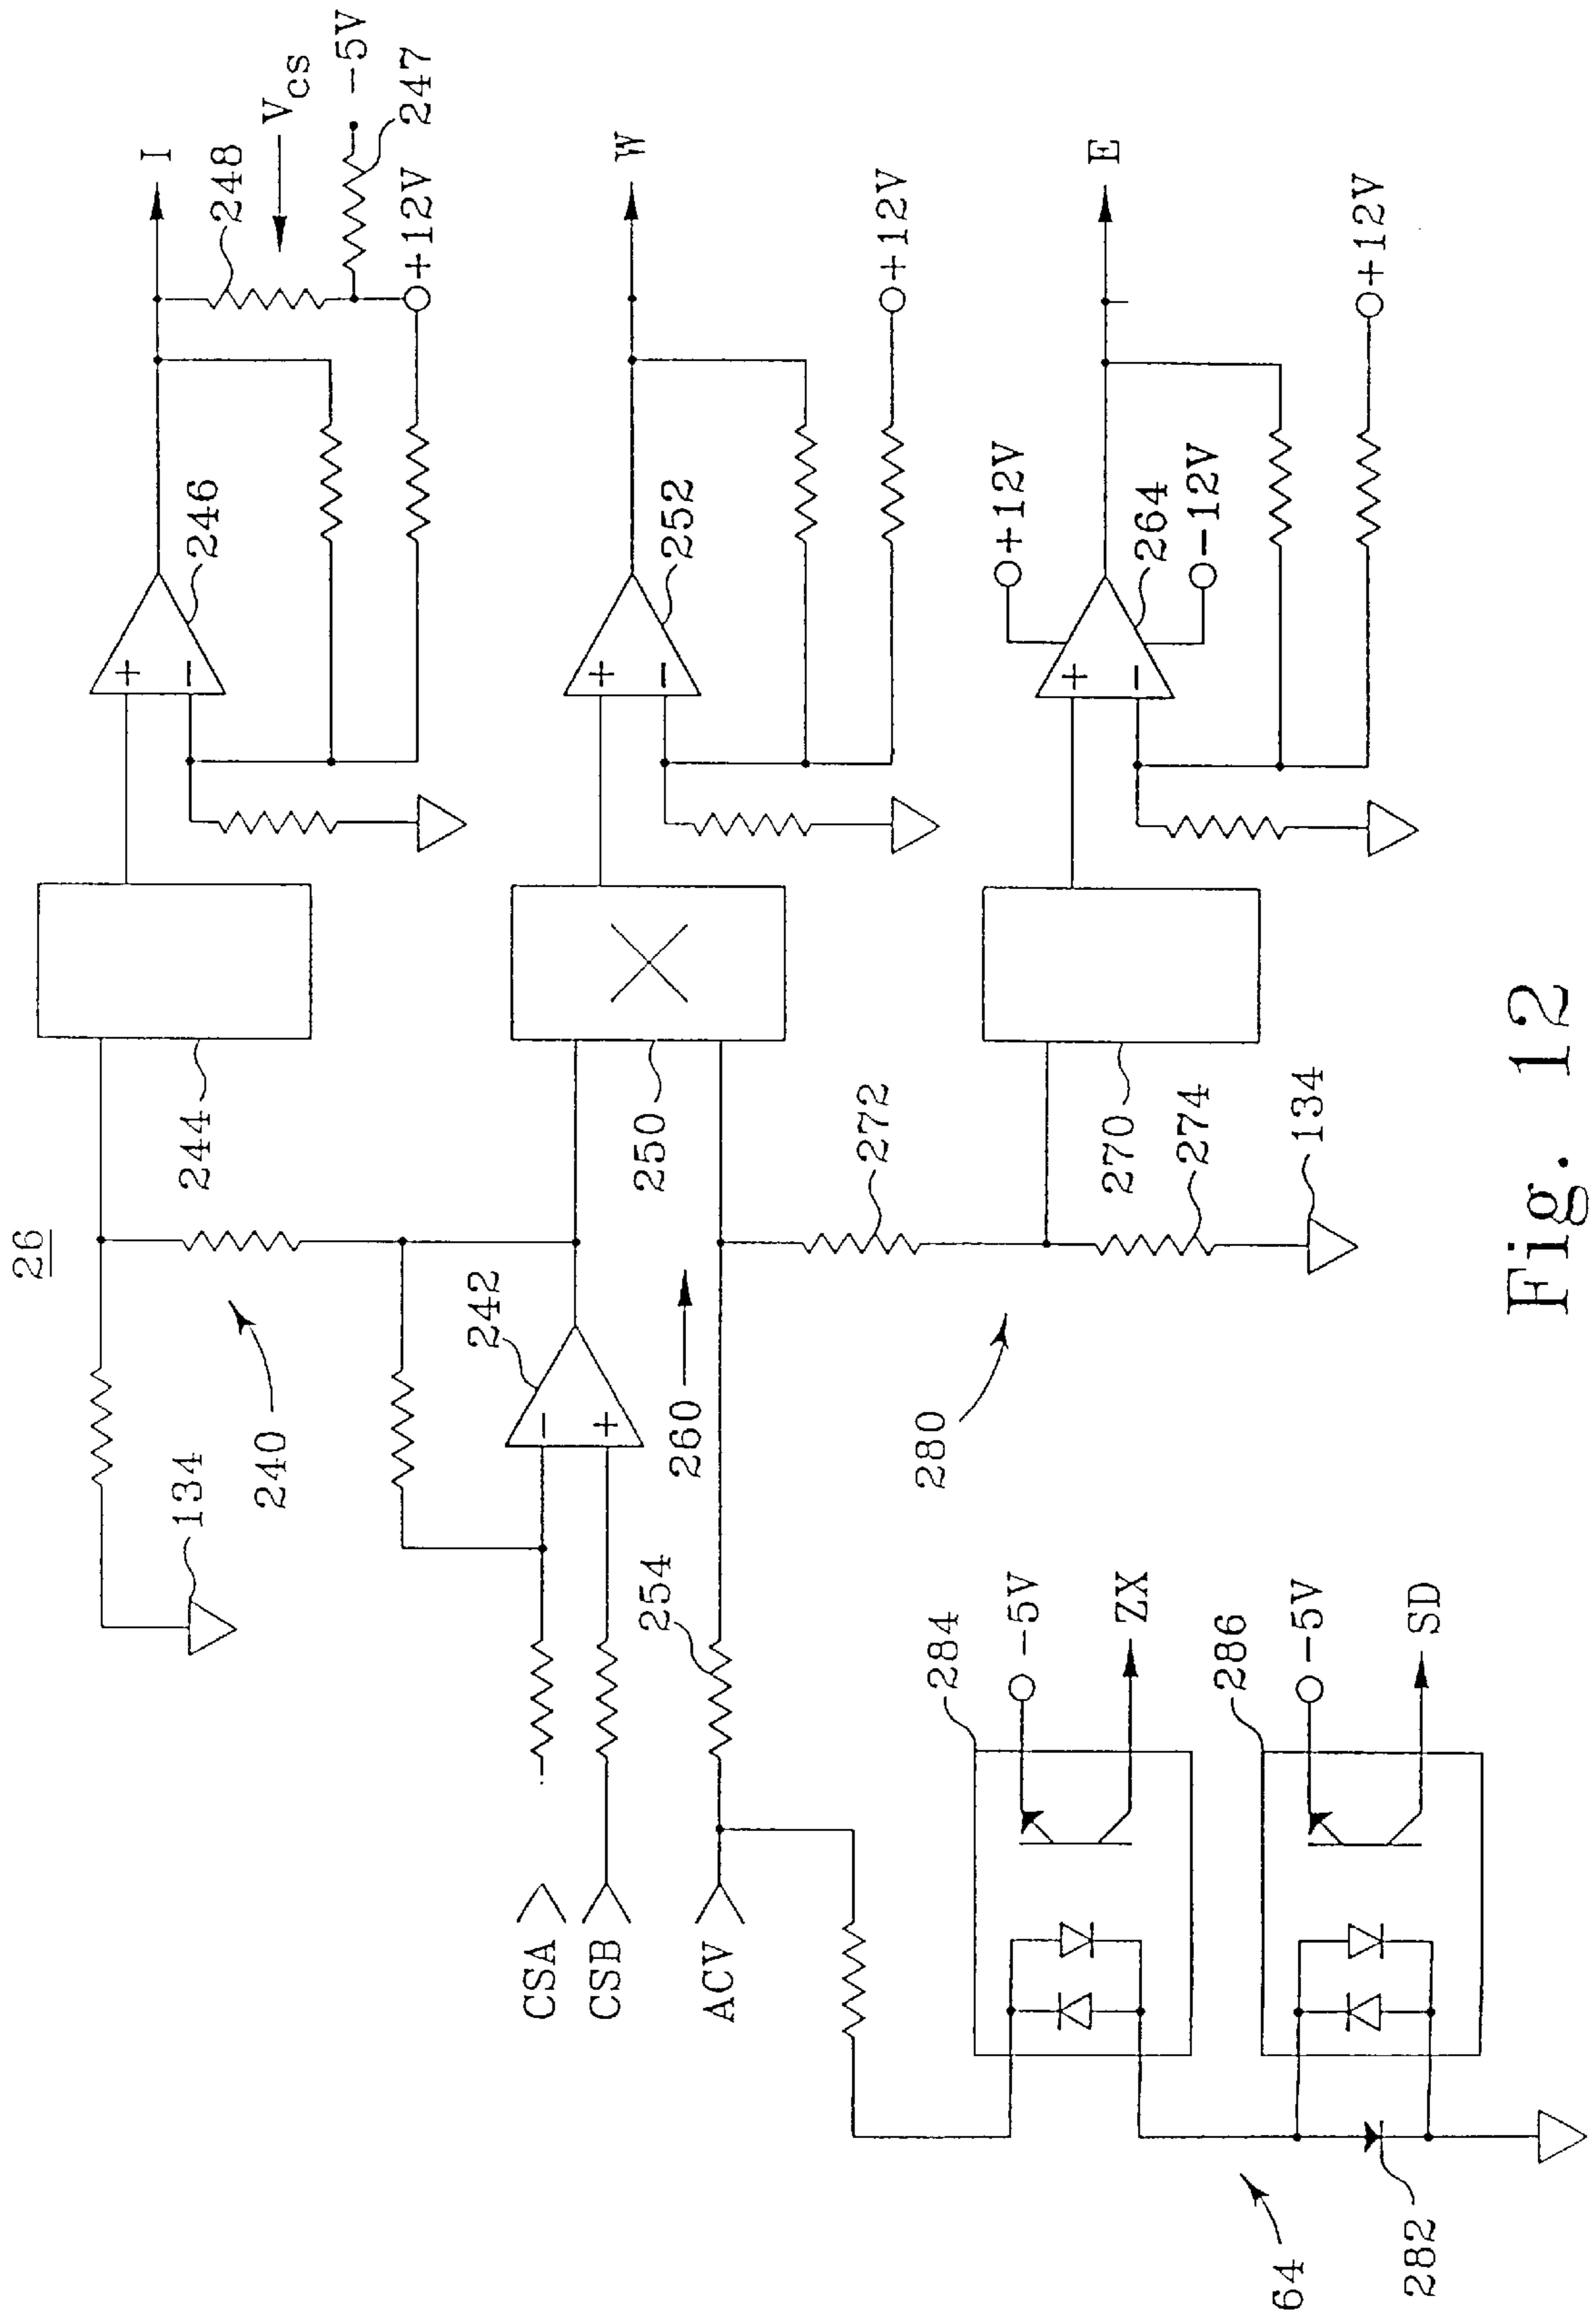 26
I
248
Vcs
-5V
247
+12V
246
+
-
244
134
240
W
+12V
252
+
-
250
242
-
+
260
CSA
CSB
ACV
254
272
E
+12V
-12V
264
+
-
+12V
270
274
134
280
284
-5V
ZX
286
-5V
SD
64
282
Fig. 12